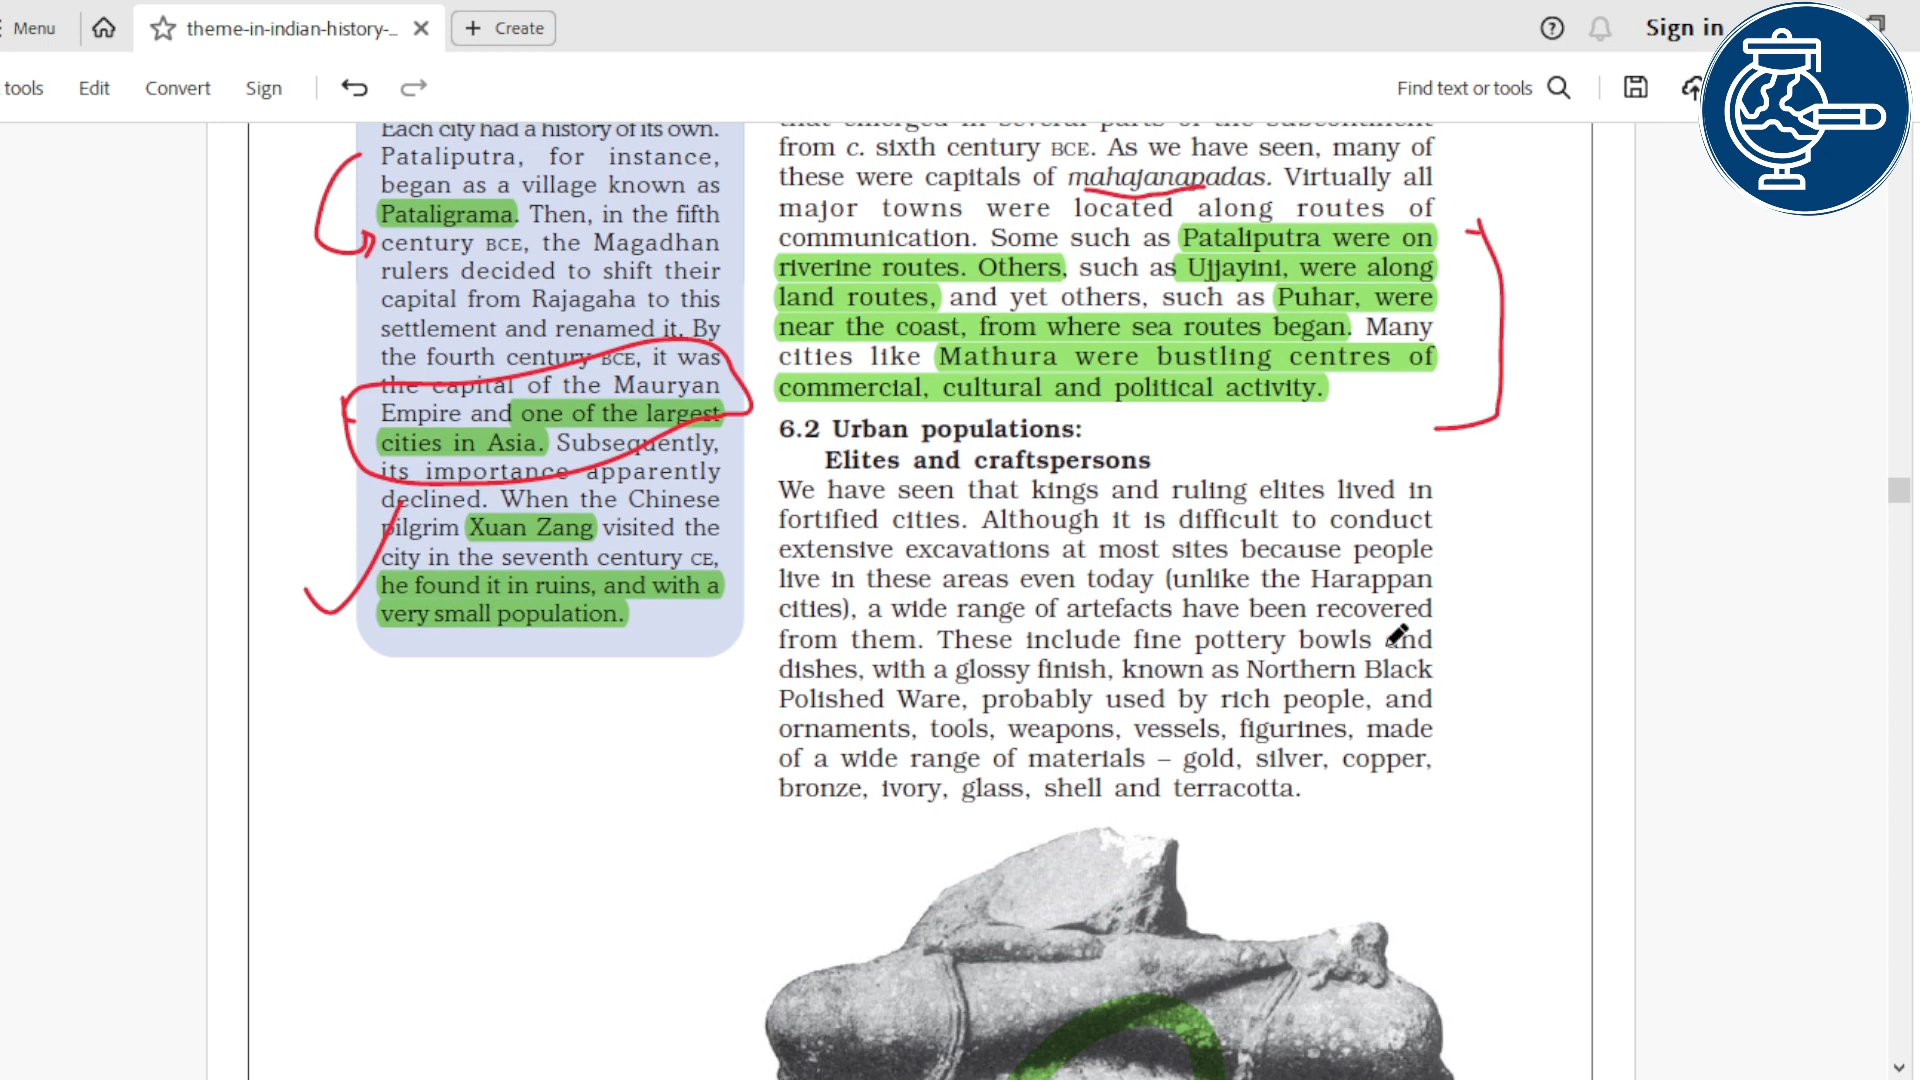 Menu
theme-in-indian-history-_
Create
Sign in
tools
Edit
Convert
Sign
Find text or tools
Each city had a history of its own.
Pataliputra, for instance,
began as a village known as
Pataligrama. Then, in the fifth
century BCE, the Magadhan
rulers decided to shift their
capital from Rajagaha to this
settlement and renamed it. By
the fourth century BCE, it was
the capital of the Mauryan
Empire and one of the largest
cities in Asia. Subsequently,
its importance apparently
declined. When the Chinese
pilgrim Xuan Zang visited the
city in the seventh century CE,
he found it in ruins, and with a
very small population.
that emerged in several parts of the subcontinent
from c. sixth century BCE. As we have seen, many of
these were capitals of mahajanapadas. Virtually all
major towns were located along routes of
communication. Some such as Pataliputra were on
riverine routes. Others, such as Ujjayini, were along
land routes, and yet others, such as Puhar, were
near the coast, from where sea routes began. Many
cities like Mathura were bustling centres of
commercial, cultural and political activity.
6.2 Urban populations:
Elites and craftspersons
We have seen that kings and ruling elites lived in
fortified cities. Although it is difficult to conduct
extensive excavations at most sites because people
live in these areas even today (unlike the Harappan
cities), a wide range of artefacts have been recovered
from them. These include fine pottery bowls and
dishes, with a glossy finish, known as Northern Black
Polished Ware, probably used by rich people, and
ornaments, tools, weapons, vessels, figurines, made
of a wide range of materials – gold, silver, copper,
bronze, ivory, glass, shell and terracotta.